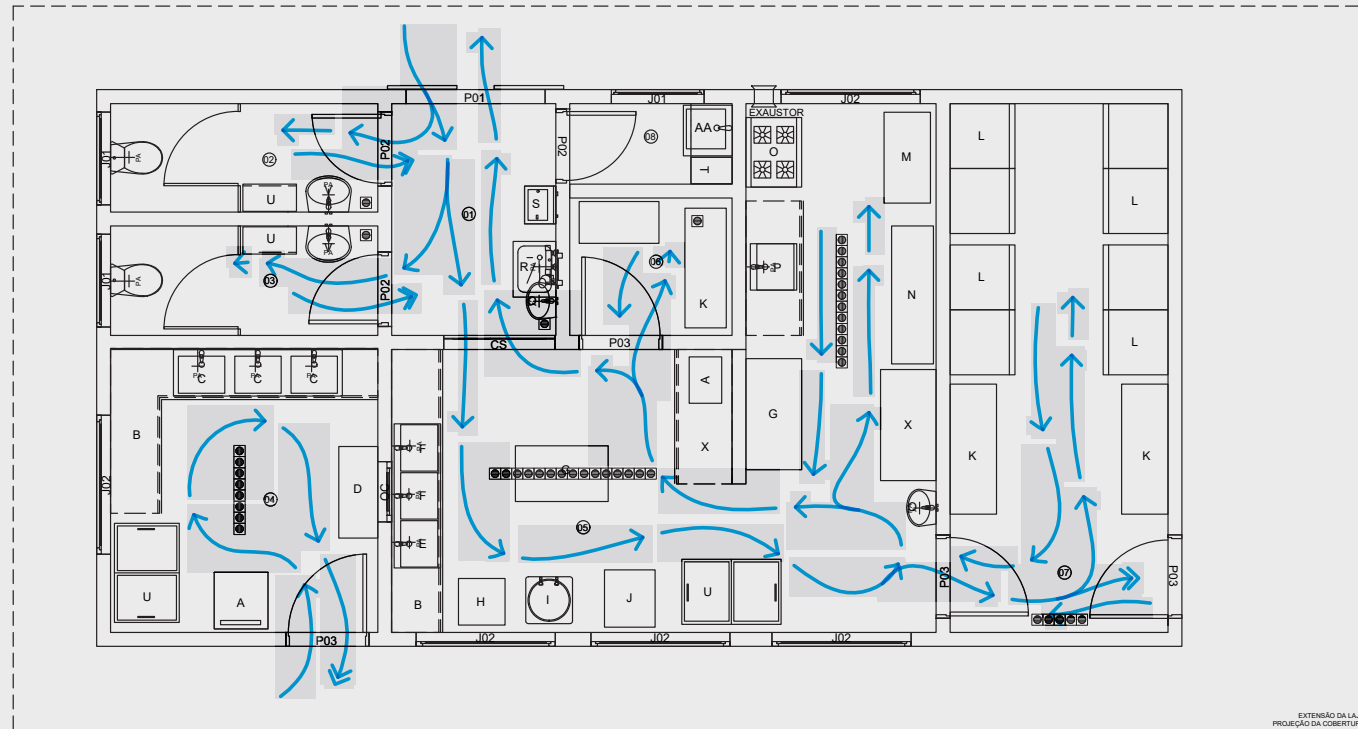 P01
J01
J02
EXAUSTOR
AA
08
O
M
L
02
J01
PA
P02
P02
T
U
PA
S
L
01
U
PA
R
P
03
J01
PA
P02
06
K
N
L
Q
L
CS
P03
C
C
C
PA
PA
A
G
X
K
K
B
F
X
D
QC
G
J02
F
04
Q
05
E
U
A
B
H
I
J
U
P03
07
P03
P03
J02
J02
J02
EXTENSÃO DA LAJ
PROJEÇÃO DA COBERTUR